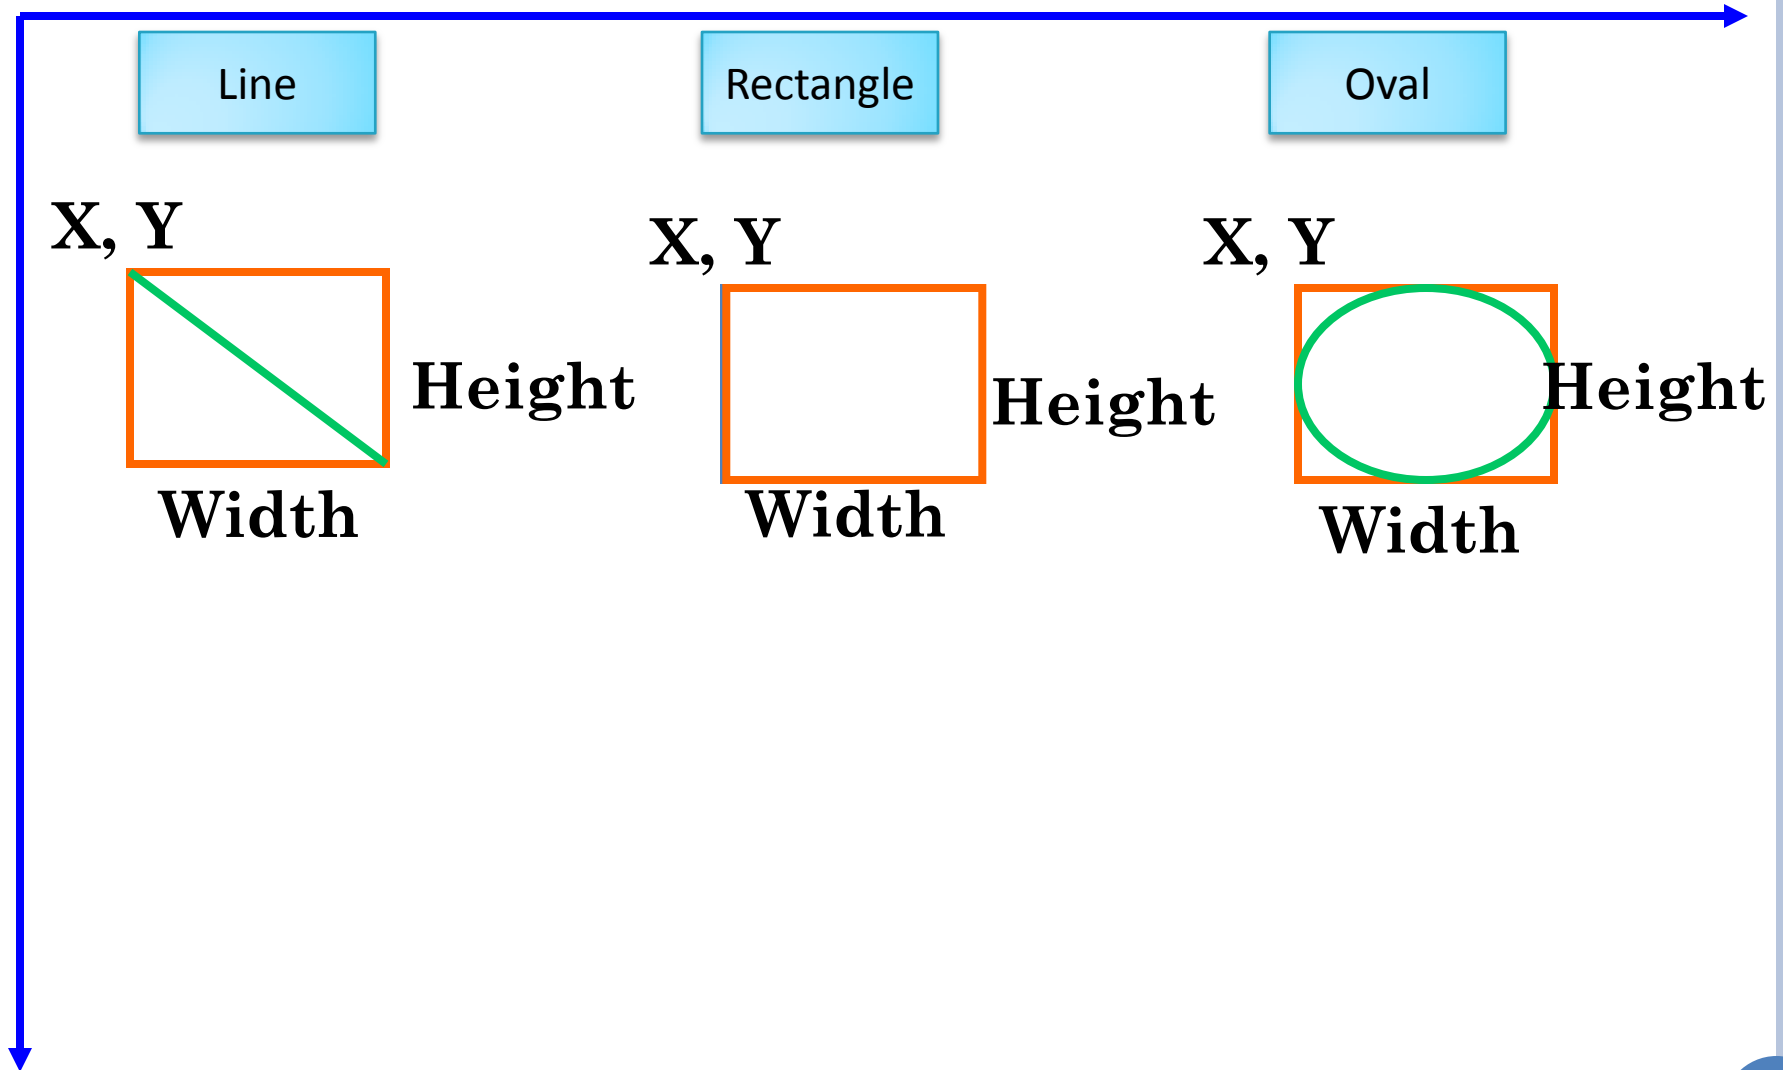 Line
Rectangle
Oval
X, Y
X, Y
X, Y
Height
Height
Height
Width
Width
Width